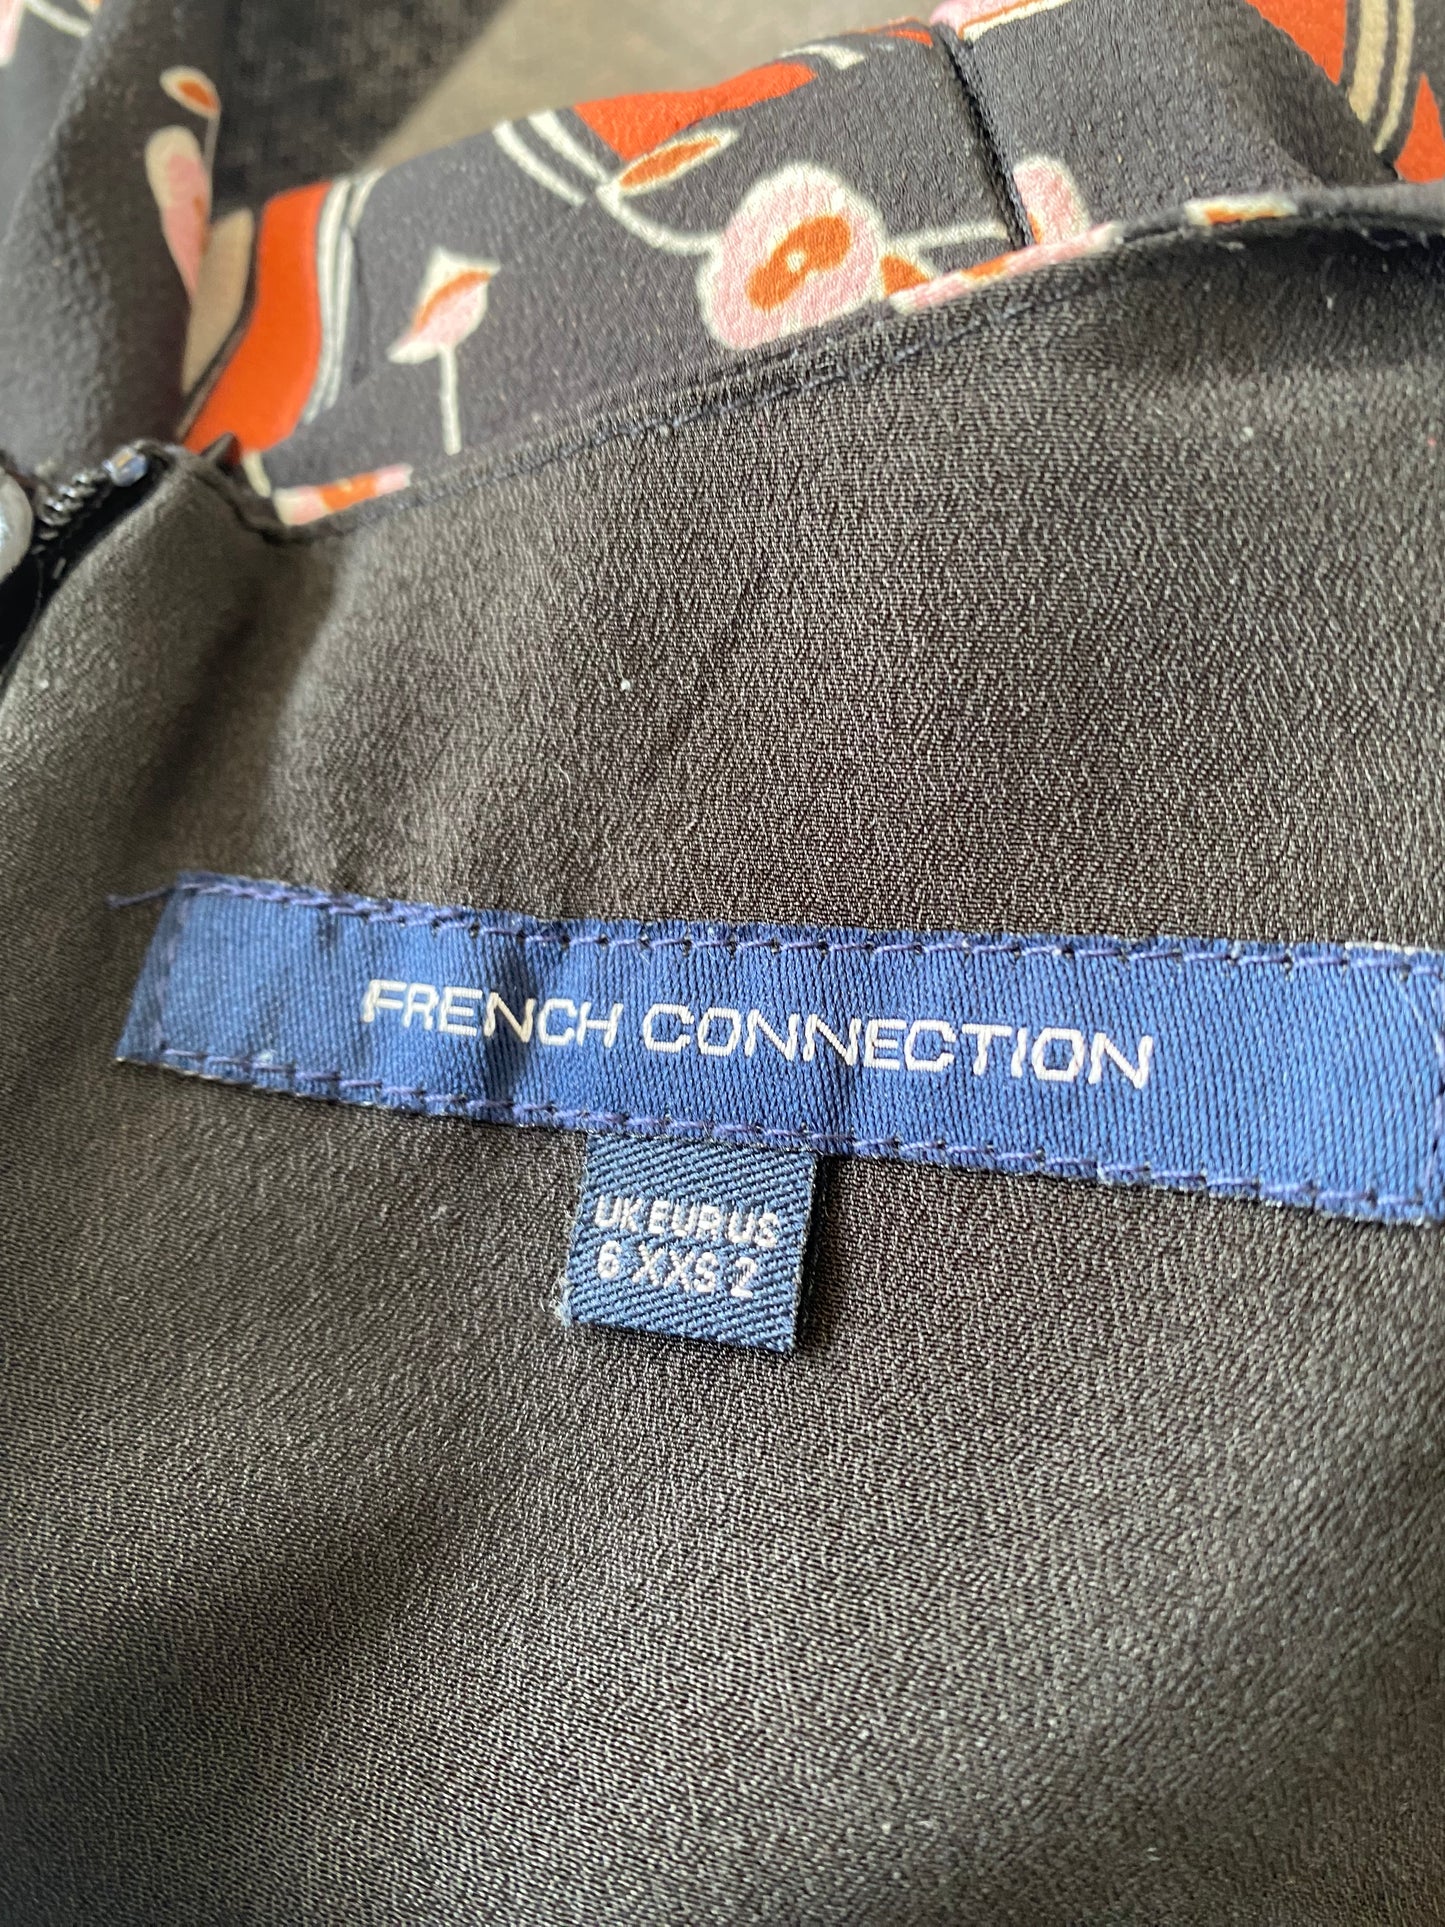 FRENCH CONNECTION
UK EUR US
6 XXS 2